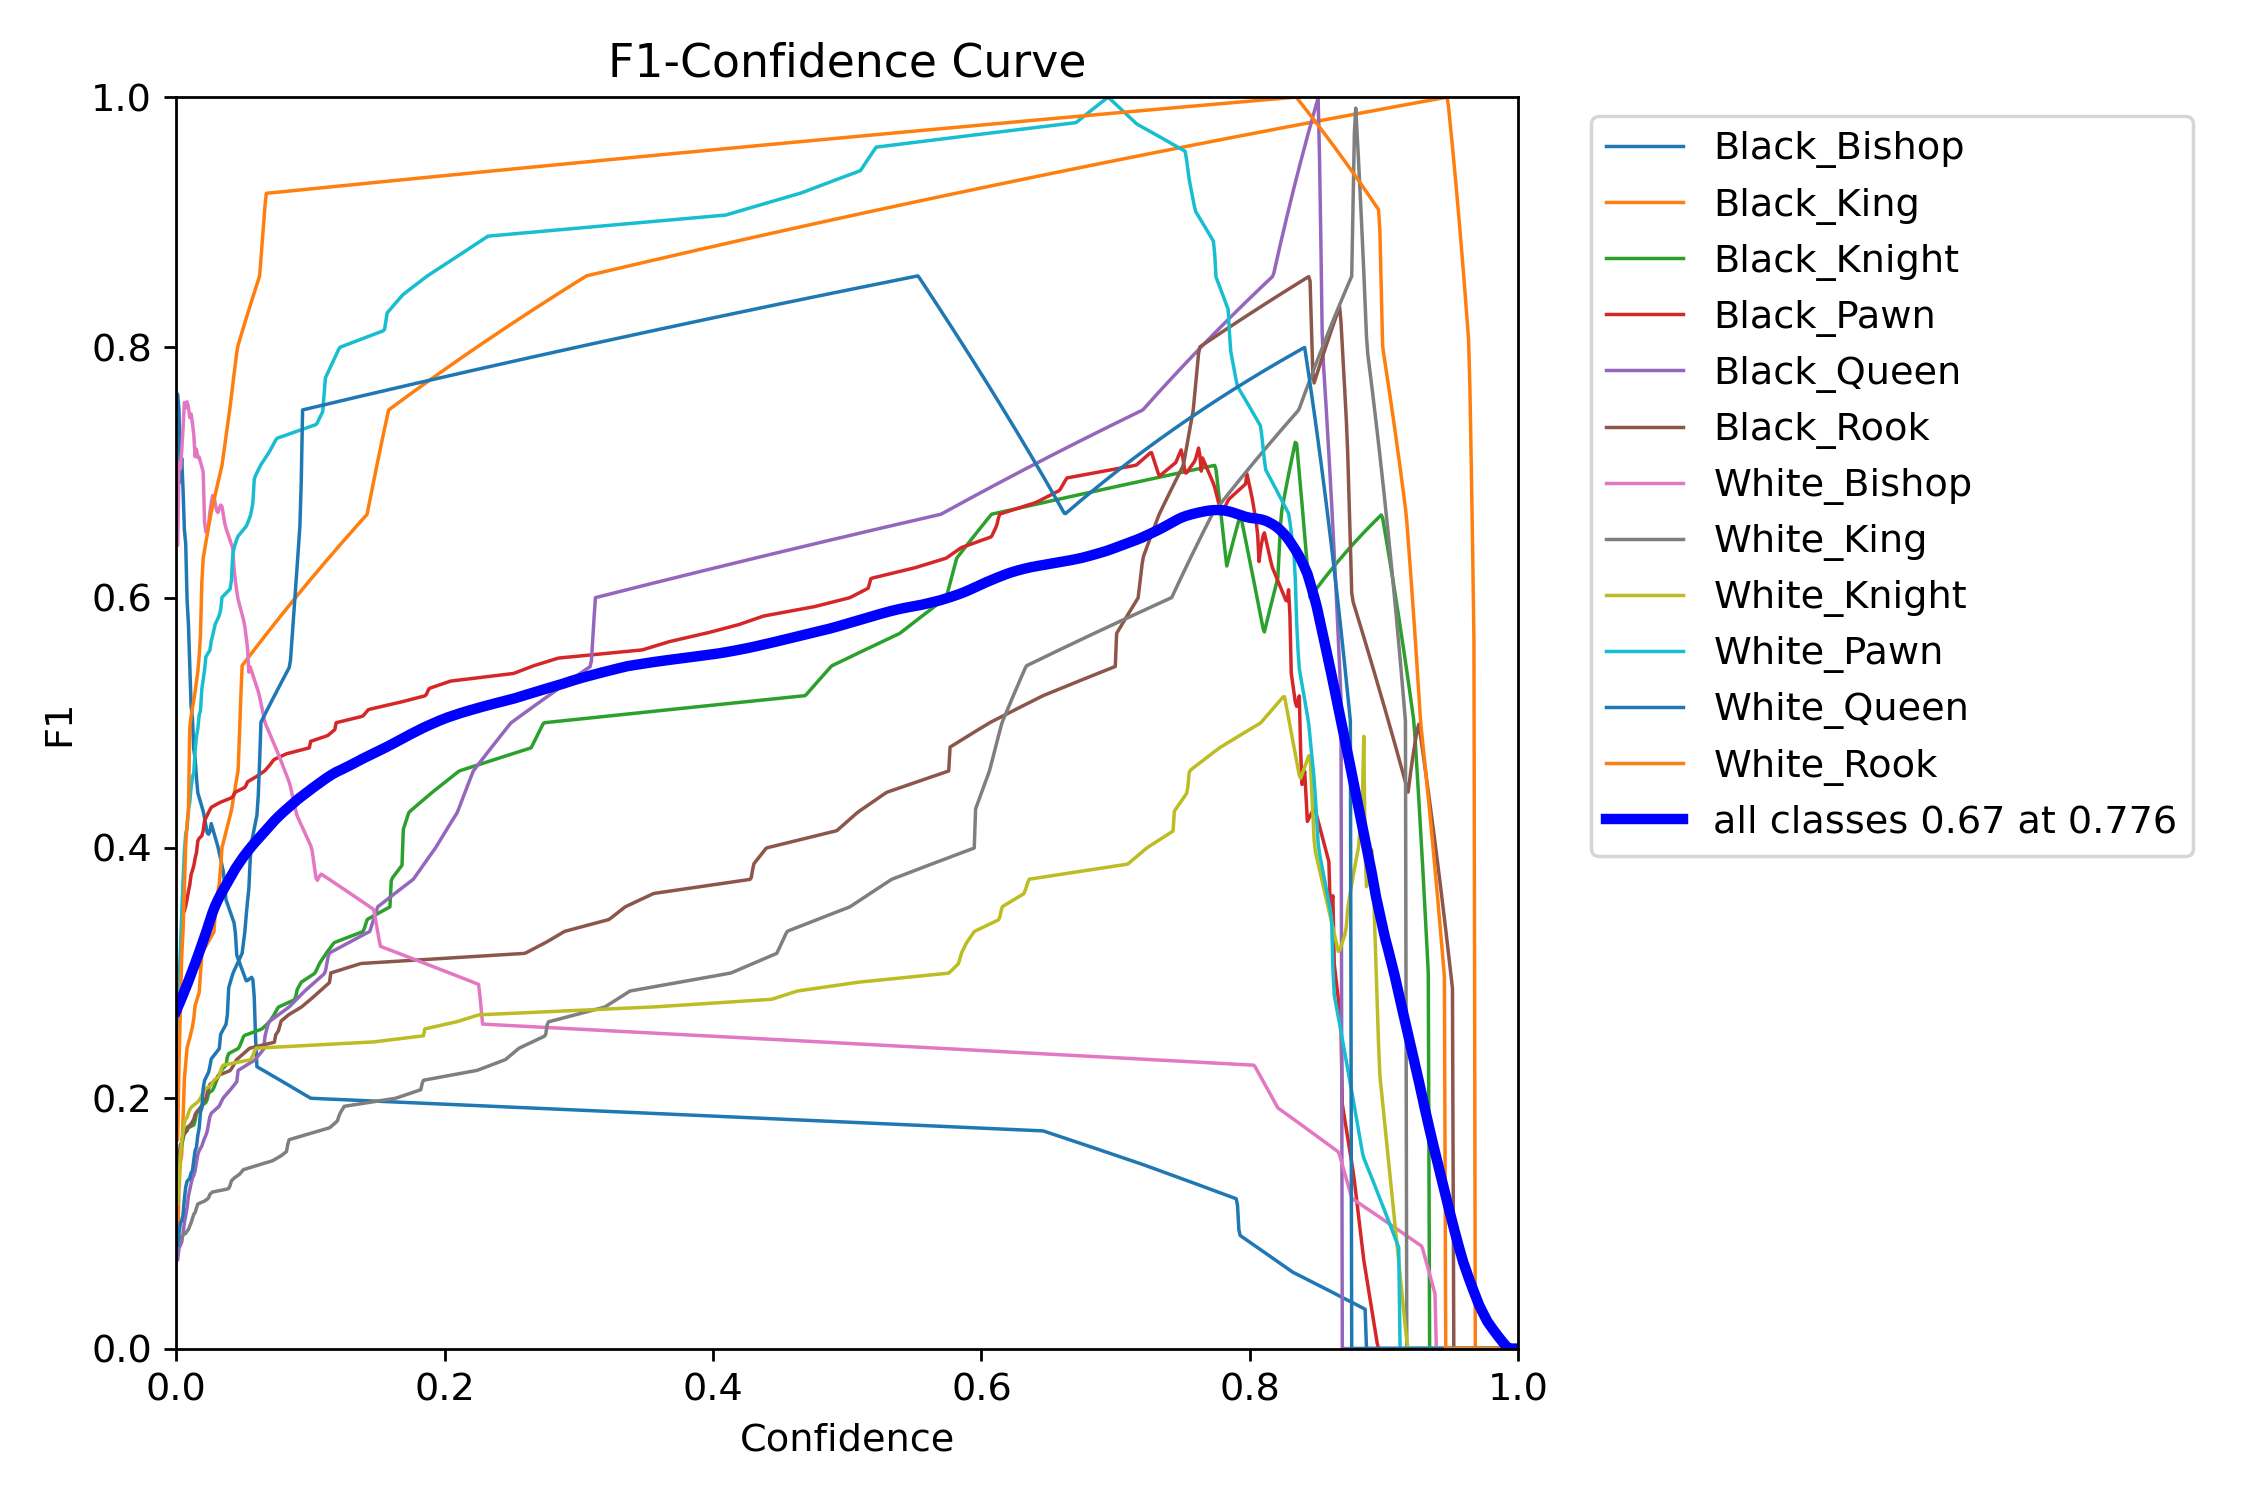 F1-Confidence Curve
1.0
0.8
0.6
0.4
0.2
0.0
F1
0.0 0.2 0.4 0.6 0.8 1.0
Confidence
Black_Bishop
Black_King
Black_Knight
Black_Pawn
Black_Queen
Black_Rook
White_Bishop
White_King
White_Knight
White_Pawn
White_Queen
White_Rook
all classes 0.67 at 0.776